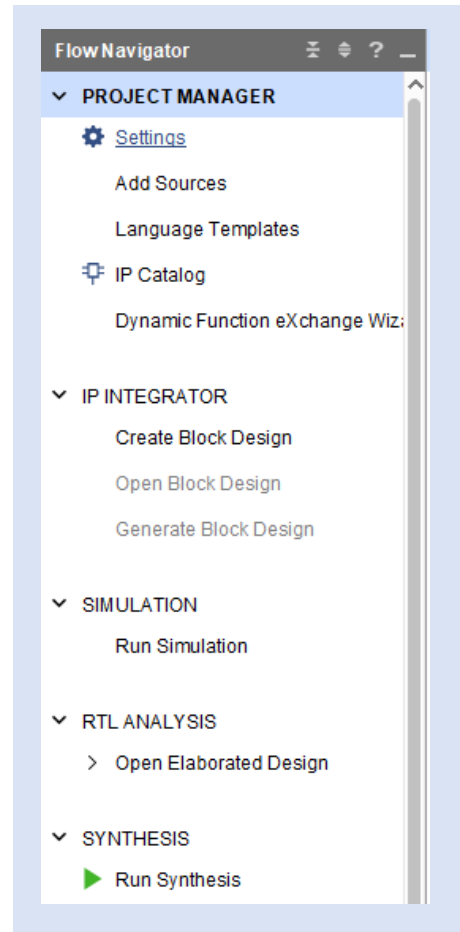 Flow Navigator ?
PROJECT MANAGER
Settings
Add Sources
Language Templates
IP Catalog
Dynamic Function eXchange Wiz
IP INTEGRATOR
Create Block Design
Open Block Design
Generate Block Design
SIMULATION
Run Simulation
RTL ANALYSIS
Open Elaborated Design
SYNTHESIS
Run Synthesis